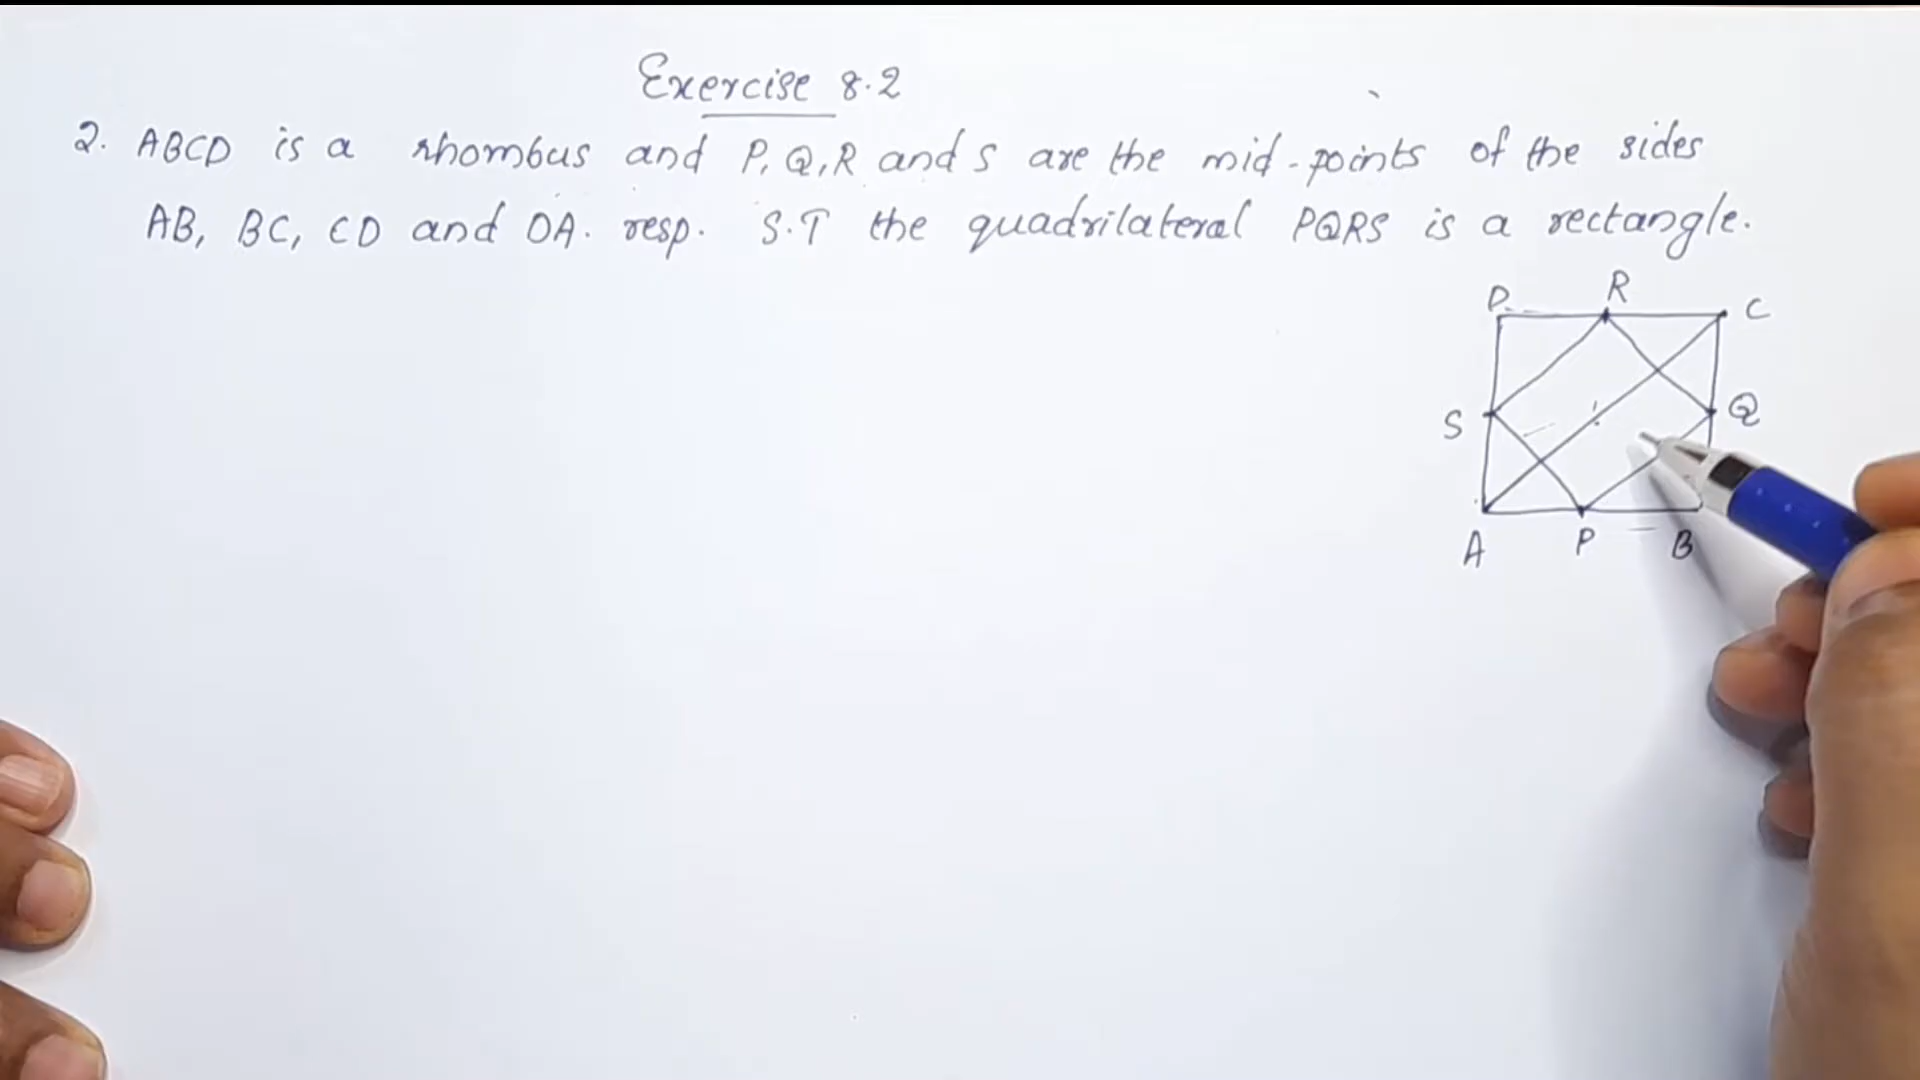 Exercise 8.2
2. ABCD is a rhombus and P, Q, R and S are the mid-points of the sides
AB, BC, CD and DA. resp. S.T the quadrilateral PQRS is a rectangle.
D R C
S Q
A P B